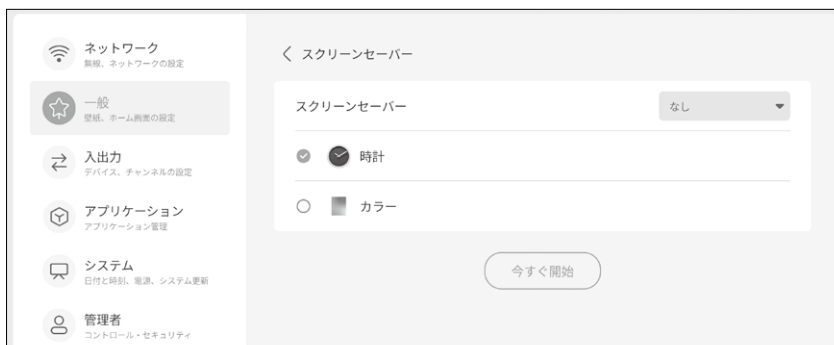 ネットワーク
無線、ネットワークの設定
一般
壁紙、ホーム画面の設定
入出力
デバイス、チャンネルの設定
アプリケーション
アプリケーション管理
システム
日付と時刻、電源、システム更新
管理者
コントロール・セキュリティ
スクリーンセーバー
スクリーンセーバー
なし
時計
カラー
今すぐ開始